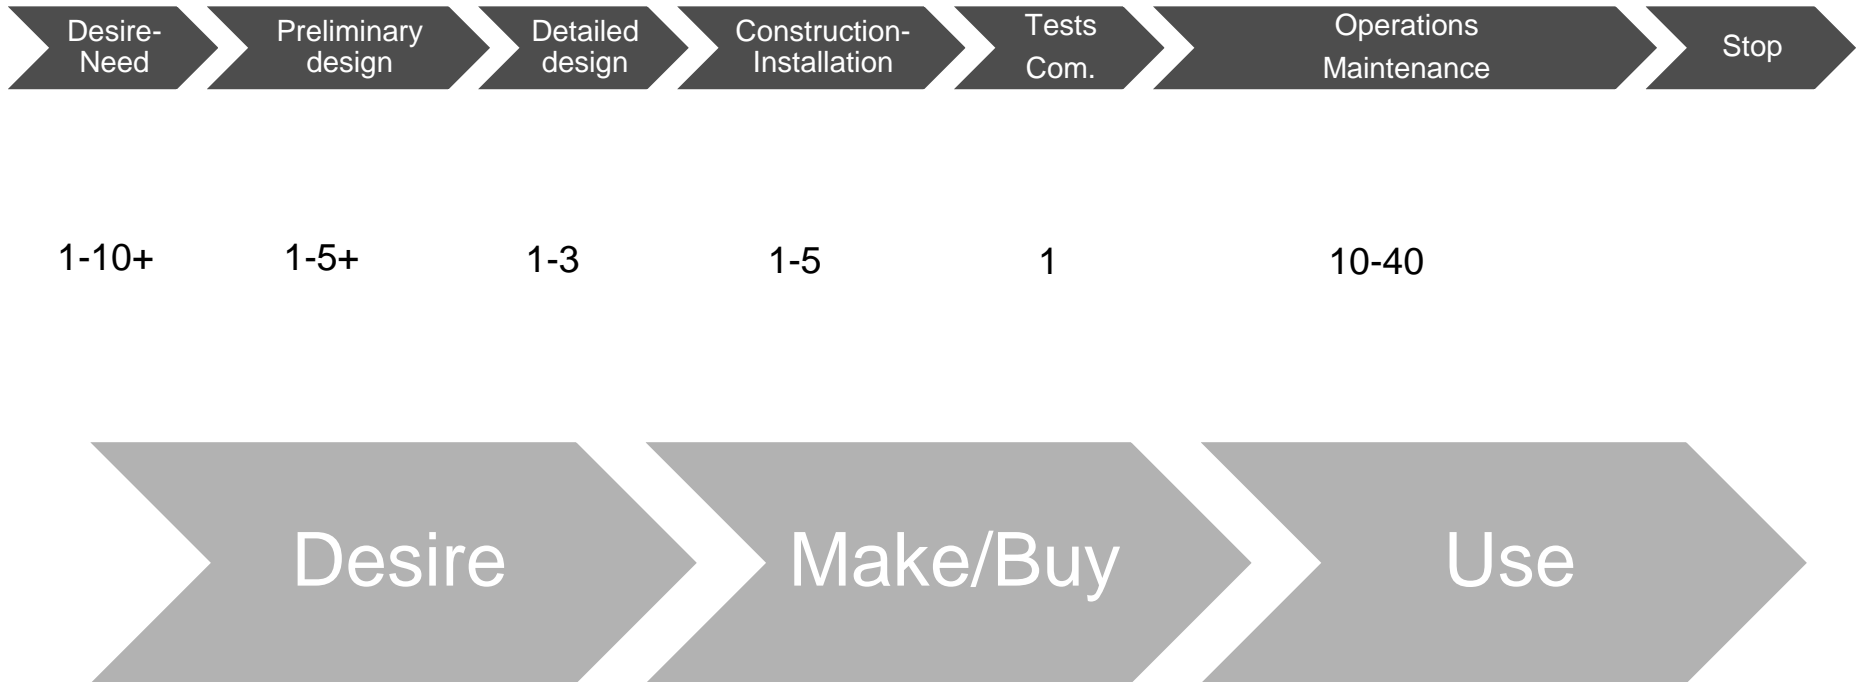 Desire-
Need
Preliminary
design
Detailed
design
Construction-
Installation
Tests
Com.
Operations
Maintenance
Stop
1-10+
1-5+
1-3
1-5
1
10-40
Desire
Make/Buy
Use